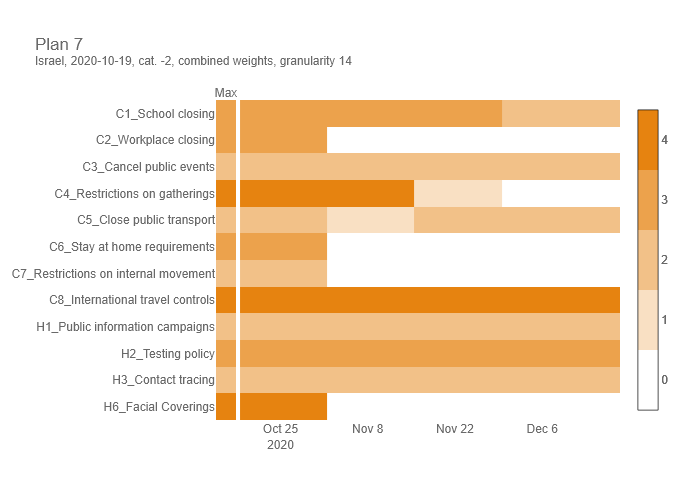 Plan 7
Israel, 2020-10-19, cat. -2, combined weights, granularity 14
Max
C1_School closing
C2_Workplace closing
C3_Cancel public events
C4_Restrictions on gatherings
C5_Close public transport
C6_Stay at home requirements
C7_Restrictions on internal movement
C8_International travel controls
H1_Public information campaigns
H2_Testing policy
H3_Contact tracing
H6_Facial Coverings
Oct 25 Nov 8 Nov 22 Dec 6
2020
4
3
2
1
0